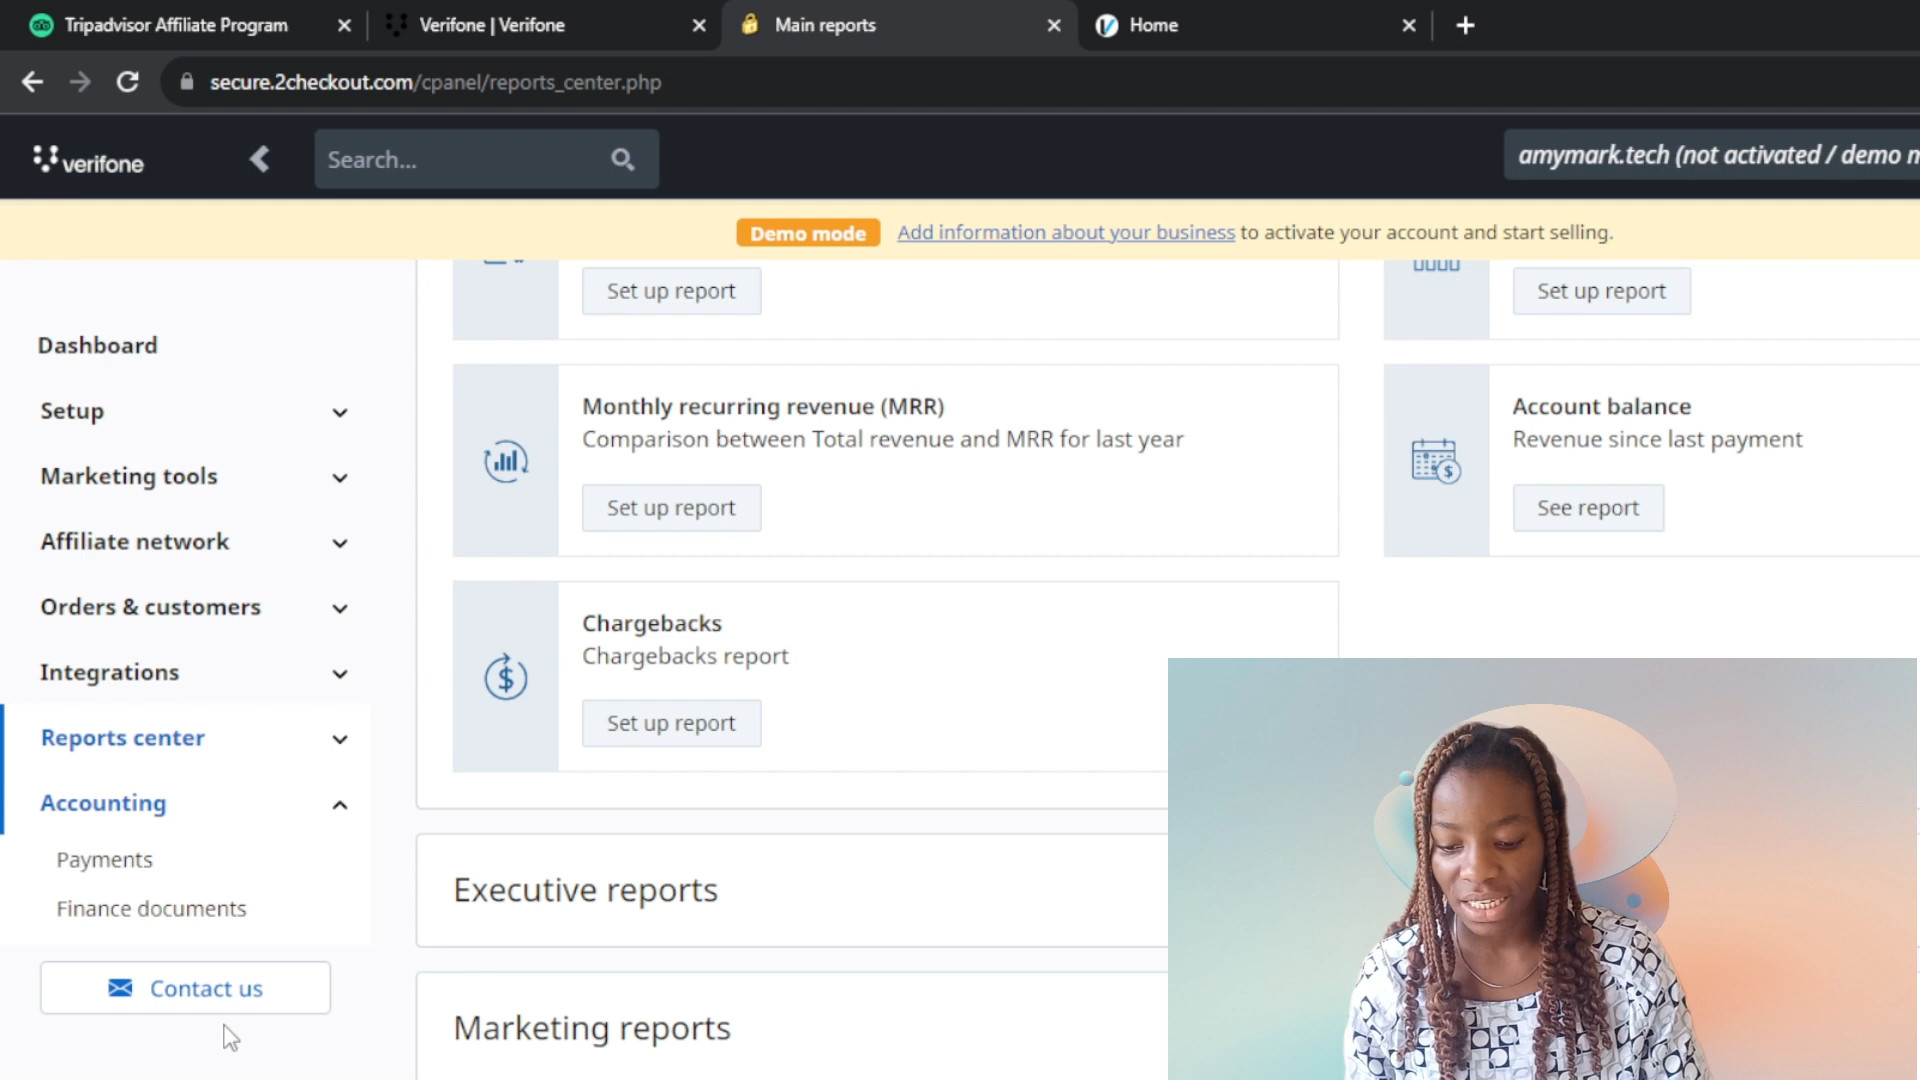 Tripadvisor Affiliate Program
Verifone | Verifone
Main reports
Home
secure.2checkout.com/cpanel/reports_center.php
verifone
Search...
amymark.tech (not activated / demo m
Demo mode
Add information about your business to activate your account and start selling.
Dashboard
Setup
Marketing tools
Affiliate network
Orders & customers
Integrations
Reports center
Accounting
Payments
Finance documents
Contact us
Set up report
Set up report
Monthly recurring revenue (MRR)
Comparison between Total revenue and MRR for last year
Set up report
Account balance
Revenue since last payment
See report
Chargebacks
Chargebacks report
Set up report
Executive reports
Marketing reports